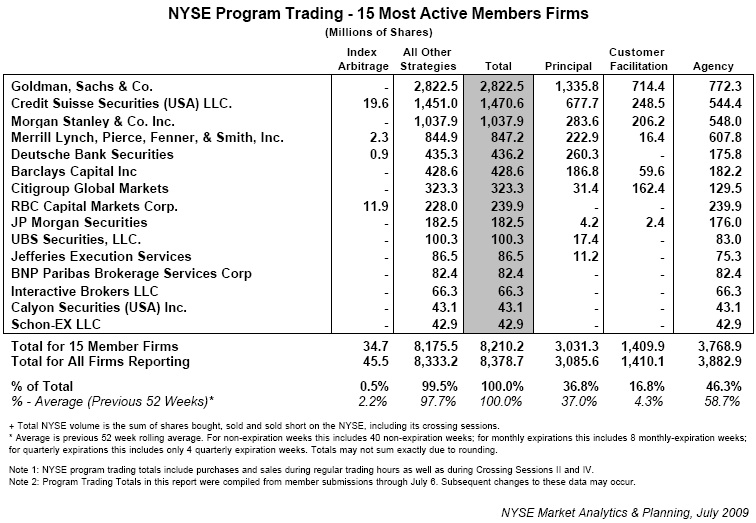 NYSE Program Trading - 15 Most Active Members Firms
(Millions of Shares)
Index Arbitrage All Other Strategies Total Principal Customer Facilitation Agency
Goldman, Sachs & Co. - 2,822.5 2,822.5 1,335.8 714.4 772.3
Credit Suisse Securities (USA) LLC. 19.6 1,451.0 1,470.6 677.7 248.5 544.4
Morgan Stanley & Co. Inc. - 1,037.9 1,037.9 283.6 206.2 548.0
Merrill Lynch, Pierce, Fenner, & Smith, Inc. 2.3 844.9 847.2 222.9 16.4 607.8
Deutsche Bank Securities 0.9 435.3 436.2 260.3 - 175.8
Barclays Capital Inc - 428.6 428.6 186.8 59.6 182.2
Citigroup Global Markets - 323.3 323.3 31.4 162.4 129.5
RBC Capital Markets Corp. 11.9 228.0 239.9 - - 239.9
JP Morgan Securities - 182.5 182.5 4.2 2.4 176.0
UBS Securities, LLC. - 100.3 100.3 17.4 - 83.0
Jefferies Execution Services - 86.5 86.5 11.2 - 75.3
BNP Paribas Brokerage Services Corp - 82.4 82.4 - - 82.4
Interactive Brokers LLC - 66.3 66.3 - - 66.3
Calyon Securities (USA) Inc. - 43.1 43.1 - - 43.1
Schon-EX LLC - 42.9 42.9 - - 42.9
Total for 15 Member Firms 34.7 8,175.5 8,210.2 3,031.3 1,409.9 3,768.9
Total for All Firms Reporting 45.5 8,333.2 8,378.7 3,085.6 1,410.1 3,882.9
% of Total 0.5% 99.5% 100.0% 36.8% 16.8% 46.3%
% - Average (Previous 52 Weeks)* 2.2% 97.7% 100.0% 37.0% 4.3% 58.7%
+ Total NYSE volume is the sum of shares bought, sold and sold short on the NYSE, including its crossing sessions.
* Average is previous 52 week rolling average. For non-expiration weeks this includes 40 non-expiration weeks; for monthly expirations this includes 8 monthly-expiration weeks;
for quarterly expirations this includes only 4 quarterly expiration weeks. Totals may not sum exactly due to rounding.
Note 1: NYSE program trading totals include purchases and sales during regular trading hours as well as during Crossing Sessions II and IV.
Note 2: Program Trading Totals in this report were compiled from member submissions through July 6. Subsequent changes to these data may occur.
NYSE Market Analytics & Planning, July 2009